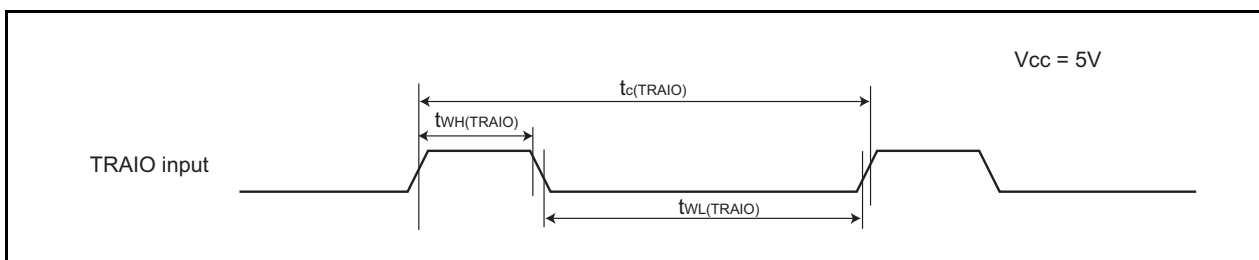 Vcc = 5V
tc(TRAIO)
tWH(TRAIO)
TRAIO input
tWL(TRAIO)